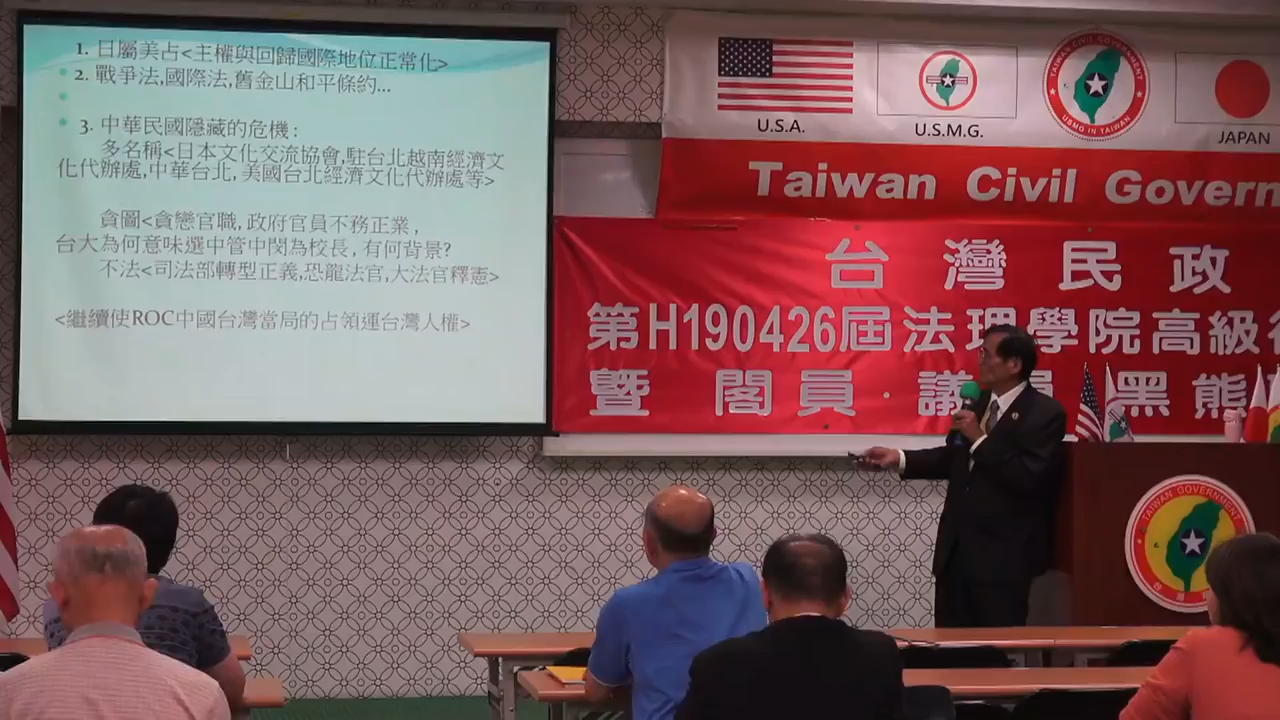 1. 日屬美占<主權與回歸國際地位正常化>
2. 戰爭法,國際法,舊金山和平條約...
3. 中華民國隱藏的危機:
多名稱<日本文化交流協會,駐台北越南經濟文
化代辦處,中華台北, 美國台北經濟文化代辦處等>
貪圖<貪戀官職, 政府官員不務正業,
台大為何意味選中管中閔為校長, 有何背景?
不法<司法部轉型正義,恐龍法官,大法官釋憲>
<繼續使ROC中國台灣當局的占領運台灣人權>
U.S.A.
U.S.M.G.
TAIWAN CIVIL GOVERNMENT
USMG IN TAIWAN
JAPAN
Taiwan Civil Govern
台灣民政
第H190426屆法理學院高級
暨 閣員·議員 黑熊
TAIWAN GOVERNMENT